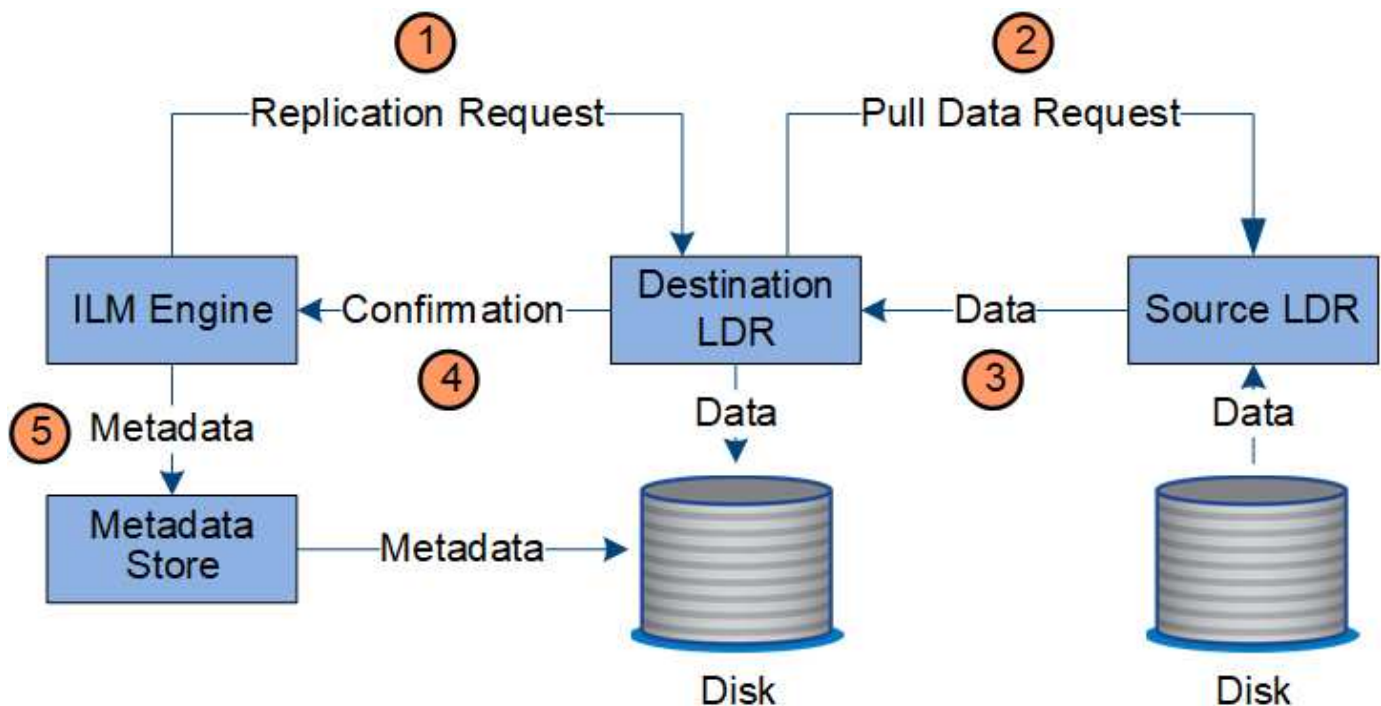 1
2
Replication Request
Pull Data Request
ILM Engine
Confirmation
Destination
LDR
Data
Source LDR
4
3
5
Metadata
Data
Data
Metadata
Store
Metadata
Disk
Disk